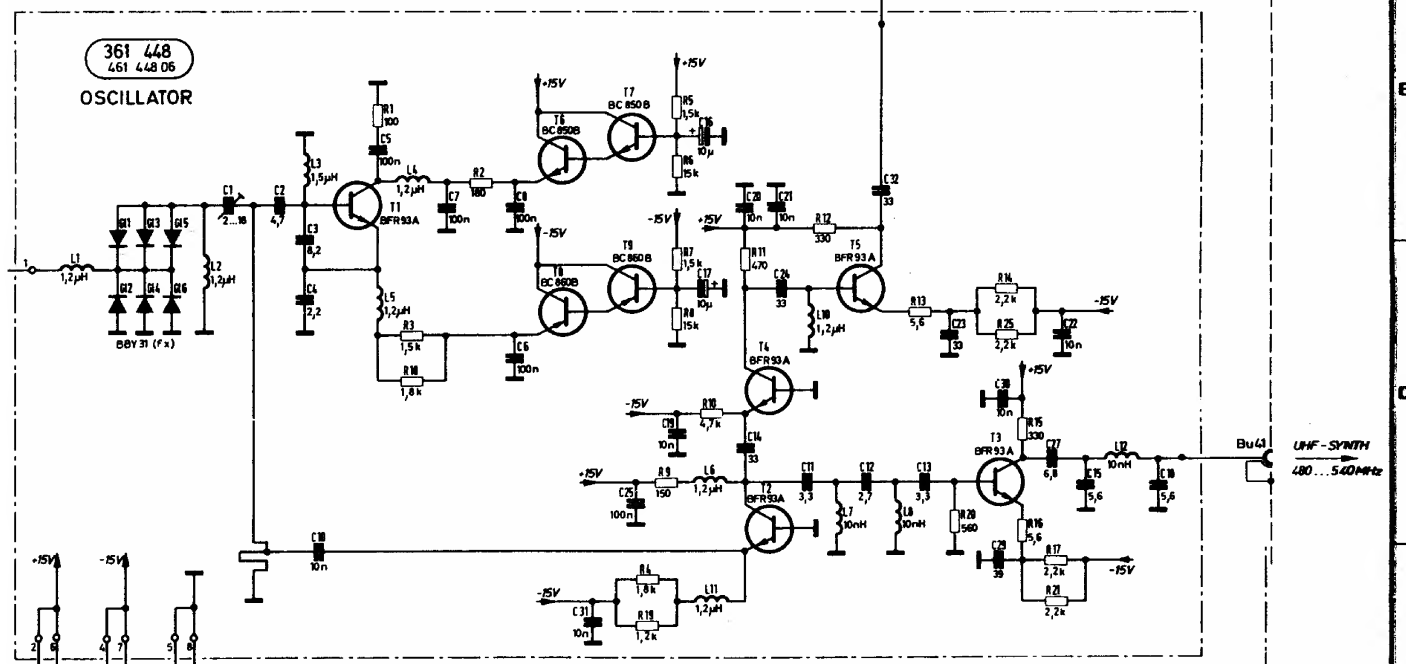 361 448
461 448 06
OSCILLATOR
+15V
T7
BC850B
T6
BC850B
R5
1,5k
C16
+
10µ
R6
15k
R1
100
C5
100n
L3
1,5µH
L4
1,2µH
R2
180
C7
100n
C8
100n
T1
BFR93A
C1
2...18
C2
4,7
C3
8,2
C4
2,2
Gl1
Gl3
Gl5
Gl2
Gl4
Gl6
BBY31 (6x)
1
L1
1,2µH
L2
1,2µH
L5
1,2µH
R3
1,5k
R18
1,8k
-15V
T9
BC860B
T8
BC860B
C6
100n
-15V
R7
1,5k
C17
+
10µ
R8
15k
+15V
C20
10n
C21
10n
R12
330
C32
33
R11
470
C24
33
T5
BFR93A
L10
1,2µH
R13
5,6
C23
33
R14
2,2k
R25
2,2k
-15V
C22
10n
T4
BFR93A
-15V
R10
4,7k
C19
10n
C14
33
+15V
R9
150
L6
1,2µH
C25
100n
T2
BFR93A
C11
3,3
C12
2,7
C13
3,3
L7
10nH
L8
10nH
R20
560
T3
BFR93A
+15V
C30
10n
R15
330
C27
6,8
L12
10nH
C15
5,6
C18
5,6
Bu41
UHF-SYNTH
480...540MHz
R16
5,6
C29
39
R17
2,2k
-15V
R21
2,2k
C10
10n
-15V
C31
10n
R4
1,8k
R19
1,2k
L11
1,2µH
+15V
-15V
2
6
4
7
5
8